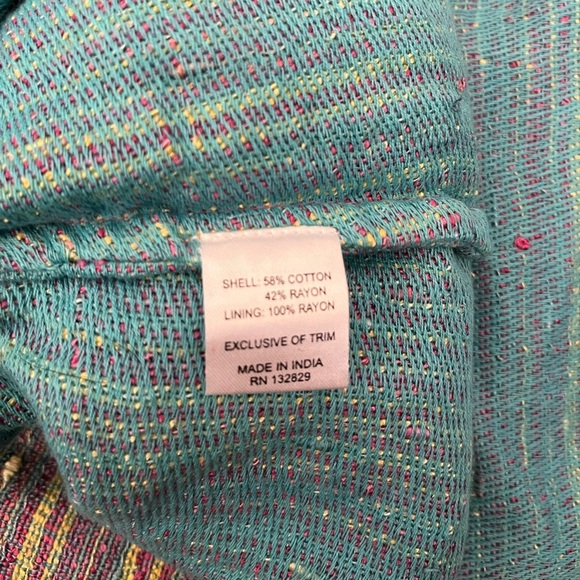 SHELL: 58% COTTON
42% RAYON
LINING: 100% RAYON
EXCLUSIVE OF TRIM
MADE IN INDIA
RN 132829